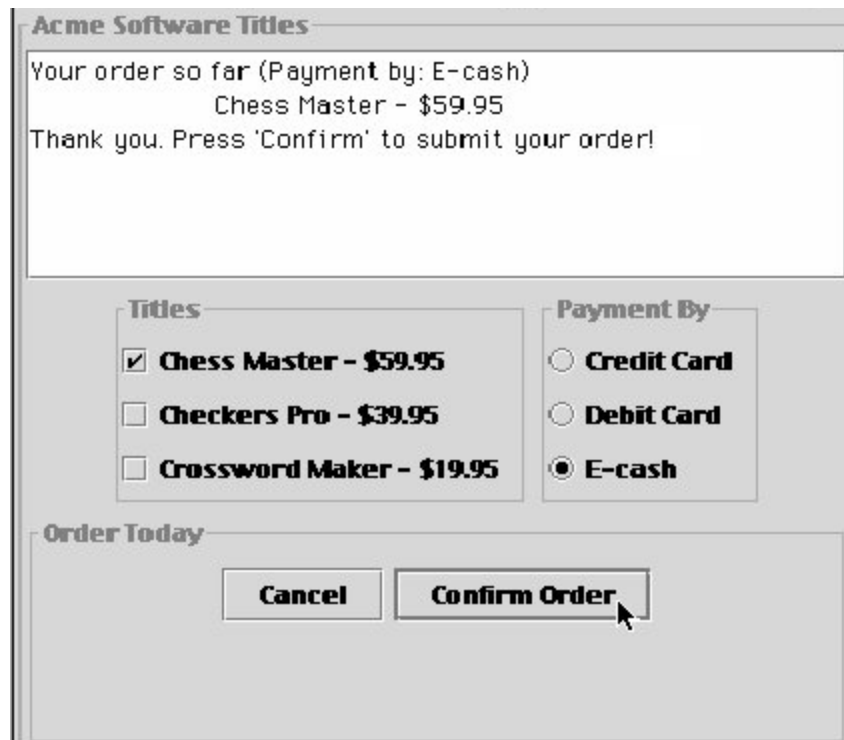 Acme Software Titles
Your order so far (Payment by: E-cash)
Chess Master - $59.95
Thank you. Press 'Confirm' to submit your order!
Titles
Payment By
Chess Master - $59.95
Credit Card
Checkers Pro - $39.95
Debit Card
Crossword Maker - $19.95
E-cash
Order Today
Cancel
Confirm Order